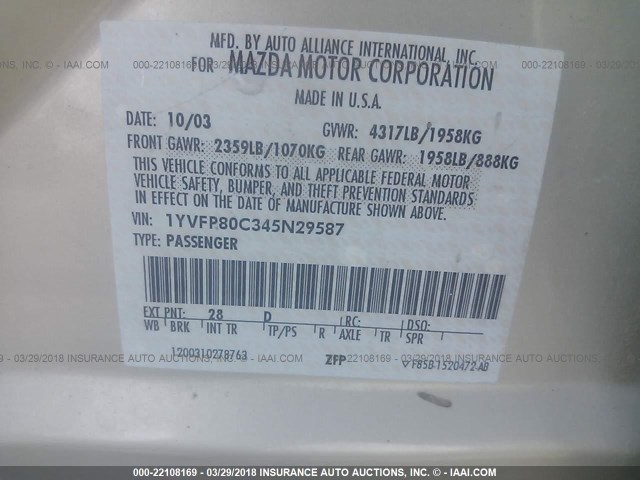 MFD. BY AUTO ALLIANCE INTERNATIONAL, INC.
FOR MAZDA MOTOR CORPORATION
MADE IN U.S.A.
DATE: 10/03 GVWR: 4317LB/1958KG
FRONT GAWR: 2359LB/1070KG REAR GAWR: 1958LB/888KG
THIS VEHICLE CONFORMS TO ALL APPLICABLE FEDERAL MOTOR
VEHICLE SAFETY, BUMPER, AND THEFT PREVENTION STANDARDS
IN EFFECT ON THE DATE OF MANUFACTURE SHOWN ABOVE.
VIN: 1YVFP80C345N29587
TYPE: PASSENGER
EXT PNT: 28 D RC: DSO:
WB BRK INT TR TP/PS R AXLE TR SPR
1200310278763 ZFP F85B-1520472-AB
000-22108169 - 03/29/2018 - INSURANCE AUTO AUCTIONS - © - IAAI.COM